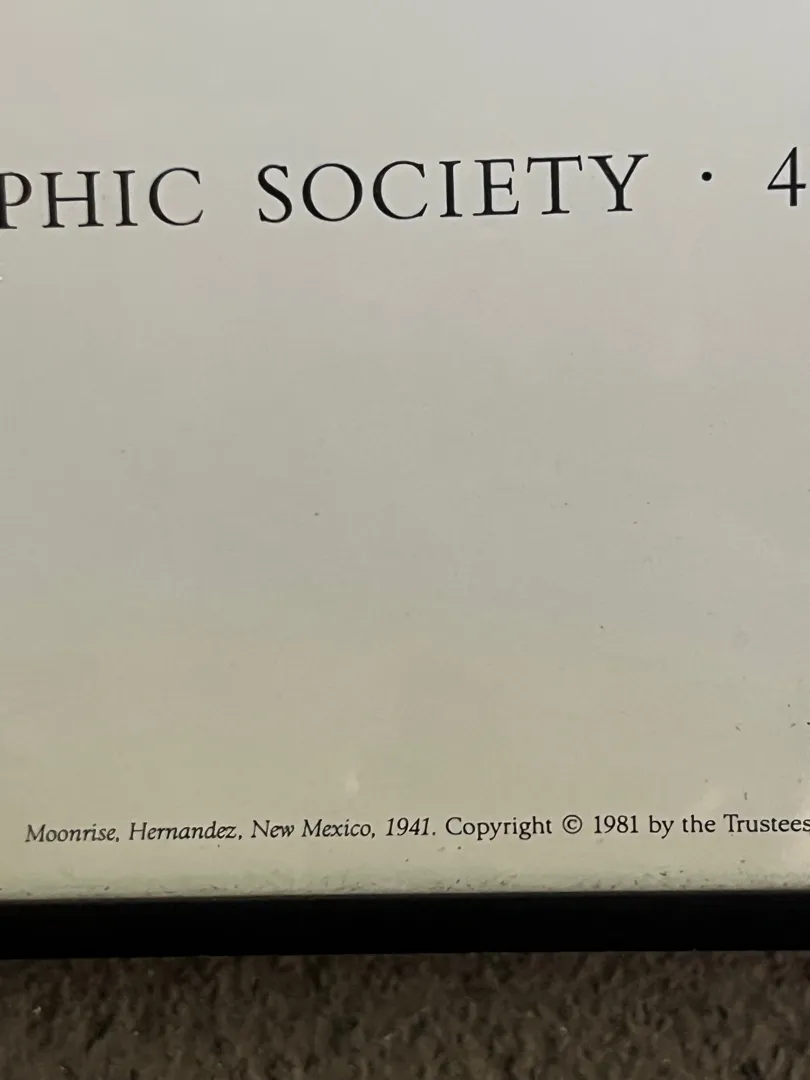 PHIC SOCIETY · 4
Moonrise, Hernandez, New Mexico, 1941. Copyright © 1981 by the Trustees